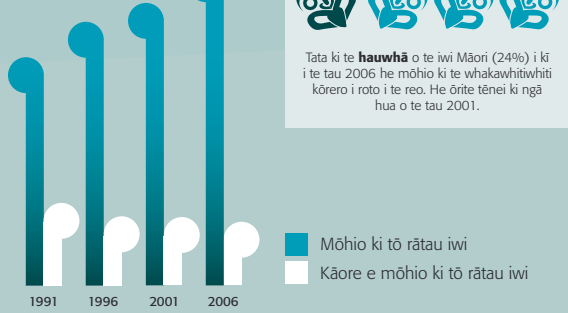 Tata ki te hauwhā o te iwi Māori (24%) i kī
i te tau 2006 he mōhio ki te whakawhitiwhiti
kōrero i roto i te reo. He ōrite tēnei ki ngā
hua o te tau 2001.
Mōhio ki tō rātau iwi
Kāore e mōhio ki tō rātau iwi
1991 1996 2001 2006